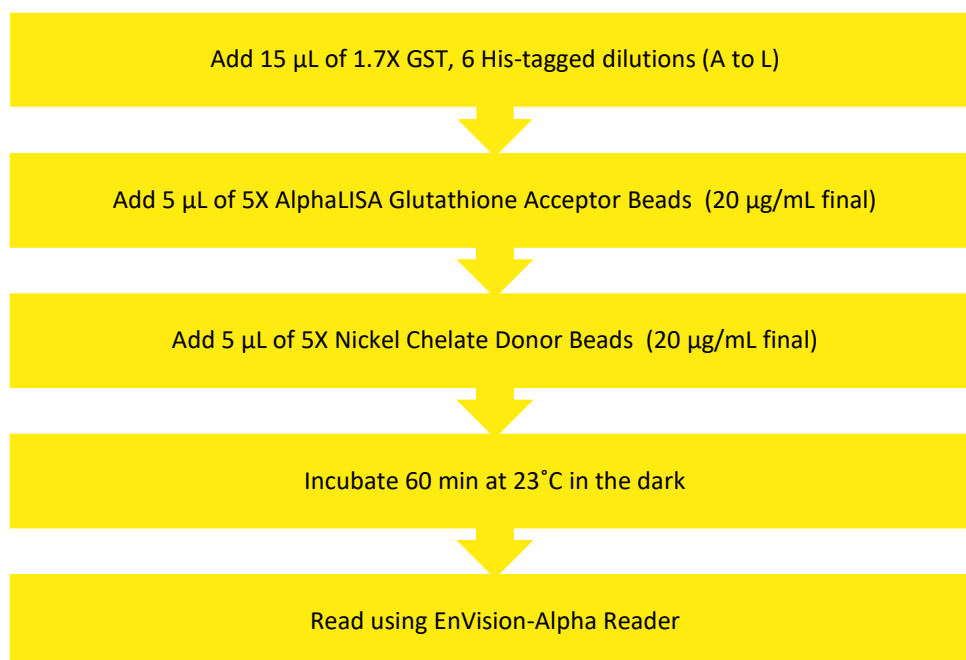 Add 15 µL of 1.7X GST, 6 His-tagged dilutions (A to L)
Add 5 µL of 5X AlphaLISA Glutathione Acceptor Beads  (20 µg/mL final)
Add 5 µL of 5X Nickel Chelate Donor Beads  (20 µg/mL final)
Incubate 60 min at 23˚C in the dark
Read using EnVision-Alpha Reader